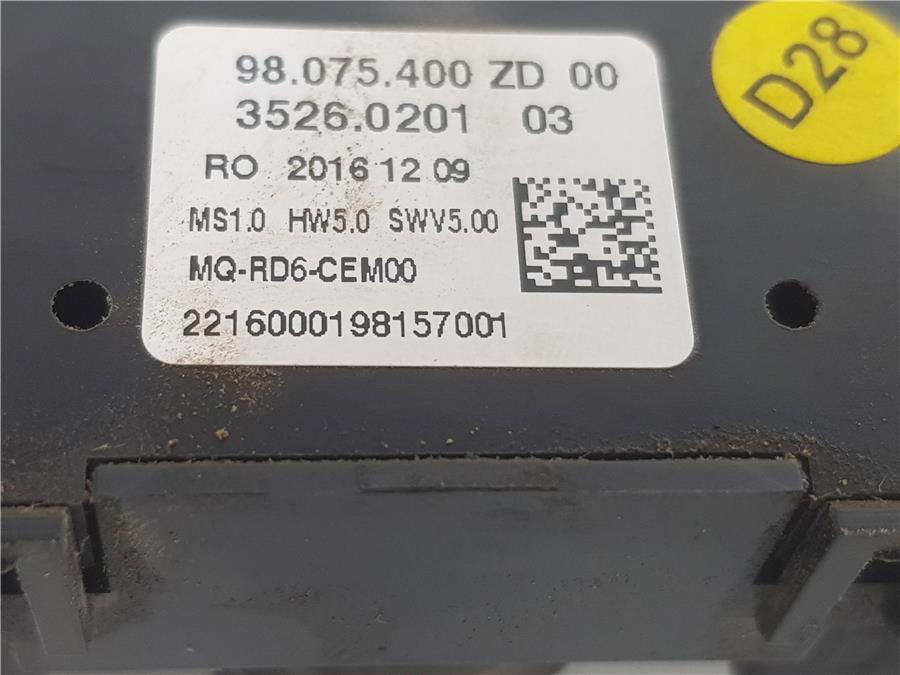 98.075.400 ZD 00
3526.0201 03
RO 2016 12 09
MS1.0 HW5.0 SWV5.00
MQ-RD6-CEM00
2216000198157001
D28